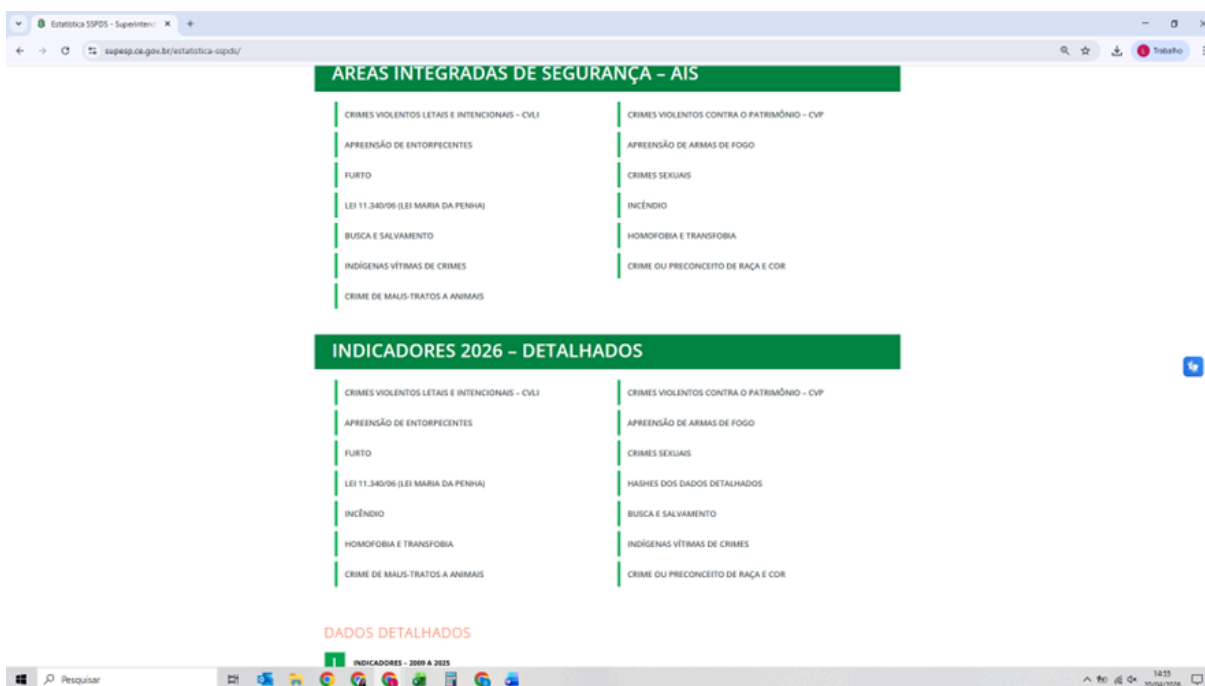 Estatística SSPDS - Superintend
supesp.ce.gov.br/estatistica-sspds/
Trabalho
ÁREAS INTEGRADAS DE SEGURANÇA – AIS
CRIMES VIOLENTOS LETAIS E INTENCIONAIS – CVLI
CRIMES VIOLENTOS CONTRA O PATRIMÔNIO – CVP
APREENSÃO DE ENTORPECENTES
APREENSÃO DE ARMAS DE FOGO
FURTO
CRIMES SEXUAIS
LEI 11.340/06 (LEI MARIA DA PENHA)
INCÊNDIO
BUSCA E SALVAMENTO
HOMOFOBIA E TRANSFOBIA
INDÍGENAS VÍTIMAS DE CRIMES
CRIME OU PRECONCEITO DE RAÇA E COR
CRIME DE MAUS-TRATOS A ANIMAIS
INDICADORES 2026 – DETALHADOS
CRIMES VIOLENTOS LETAIS E INTENCIONAIS – CVLI
CRIMES VIOLENTOS CONTRA O PATRIMÔNIO – CVP
APREENSÃO DE ENTORPECENTES
APREENSÃO DE ARMAS DE FOGO
FURTO
CRIMES SEXUAIS
LEI 11.340/06 (LEI MARIA DA PENHA)
HASHES DOS DADOS DETALHADOS
INCÊNDIO
BUSCA E SALVAMENTO
HOMOFOBIA E TRANSFOBIA
INDÍGENAS VÍTIMAS DE CRIMES
CRIME DE MAUS-TRATOS A ANIMAIS
CRIME OU PRECONCEITO DE RAÇA E COR
DADOS DETALHADOS
INDICADORES – 2009 A 2025
Pesquisar
14:55